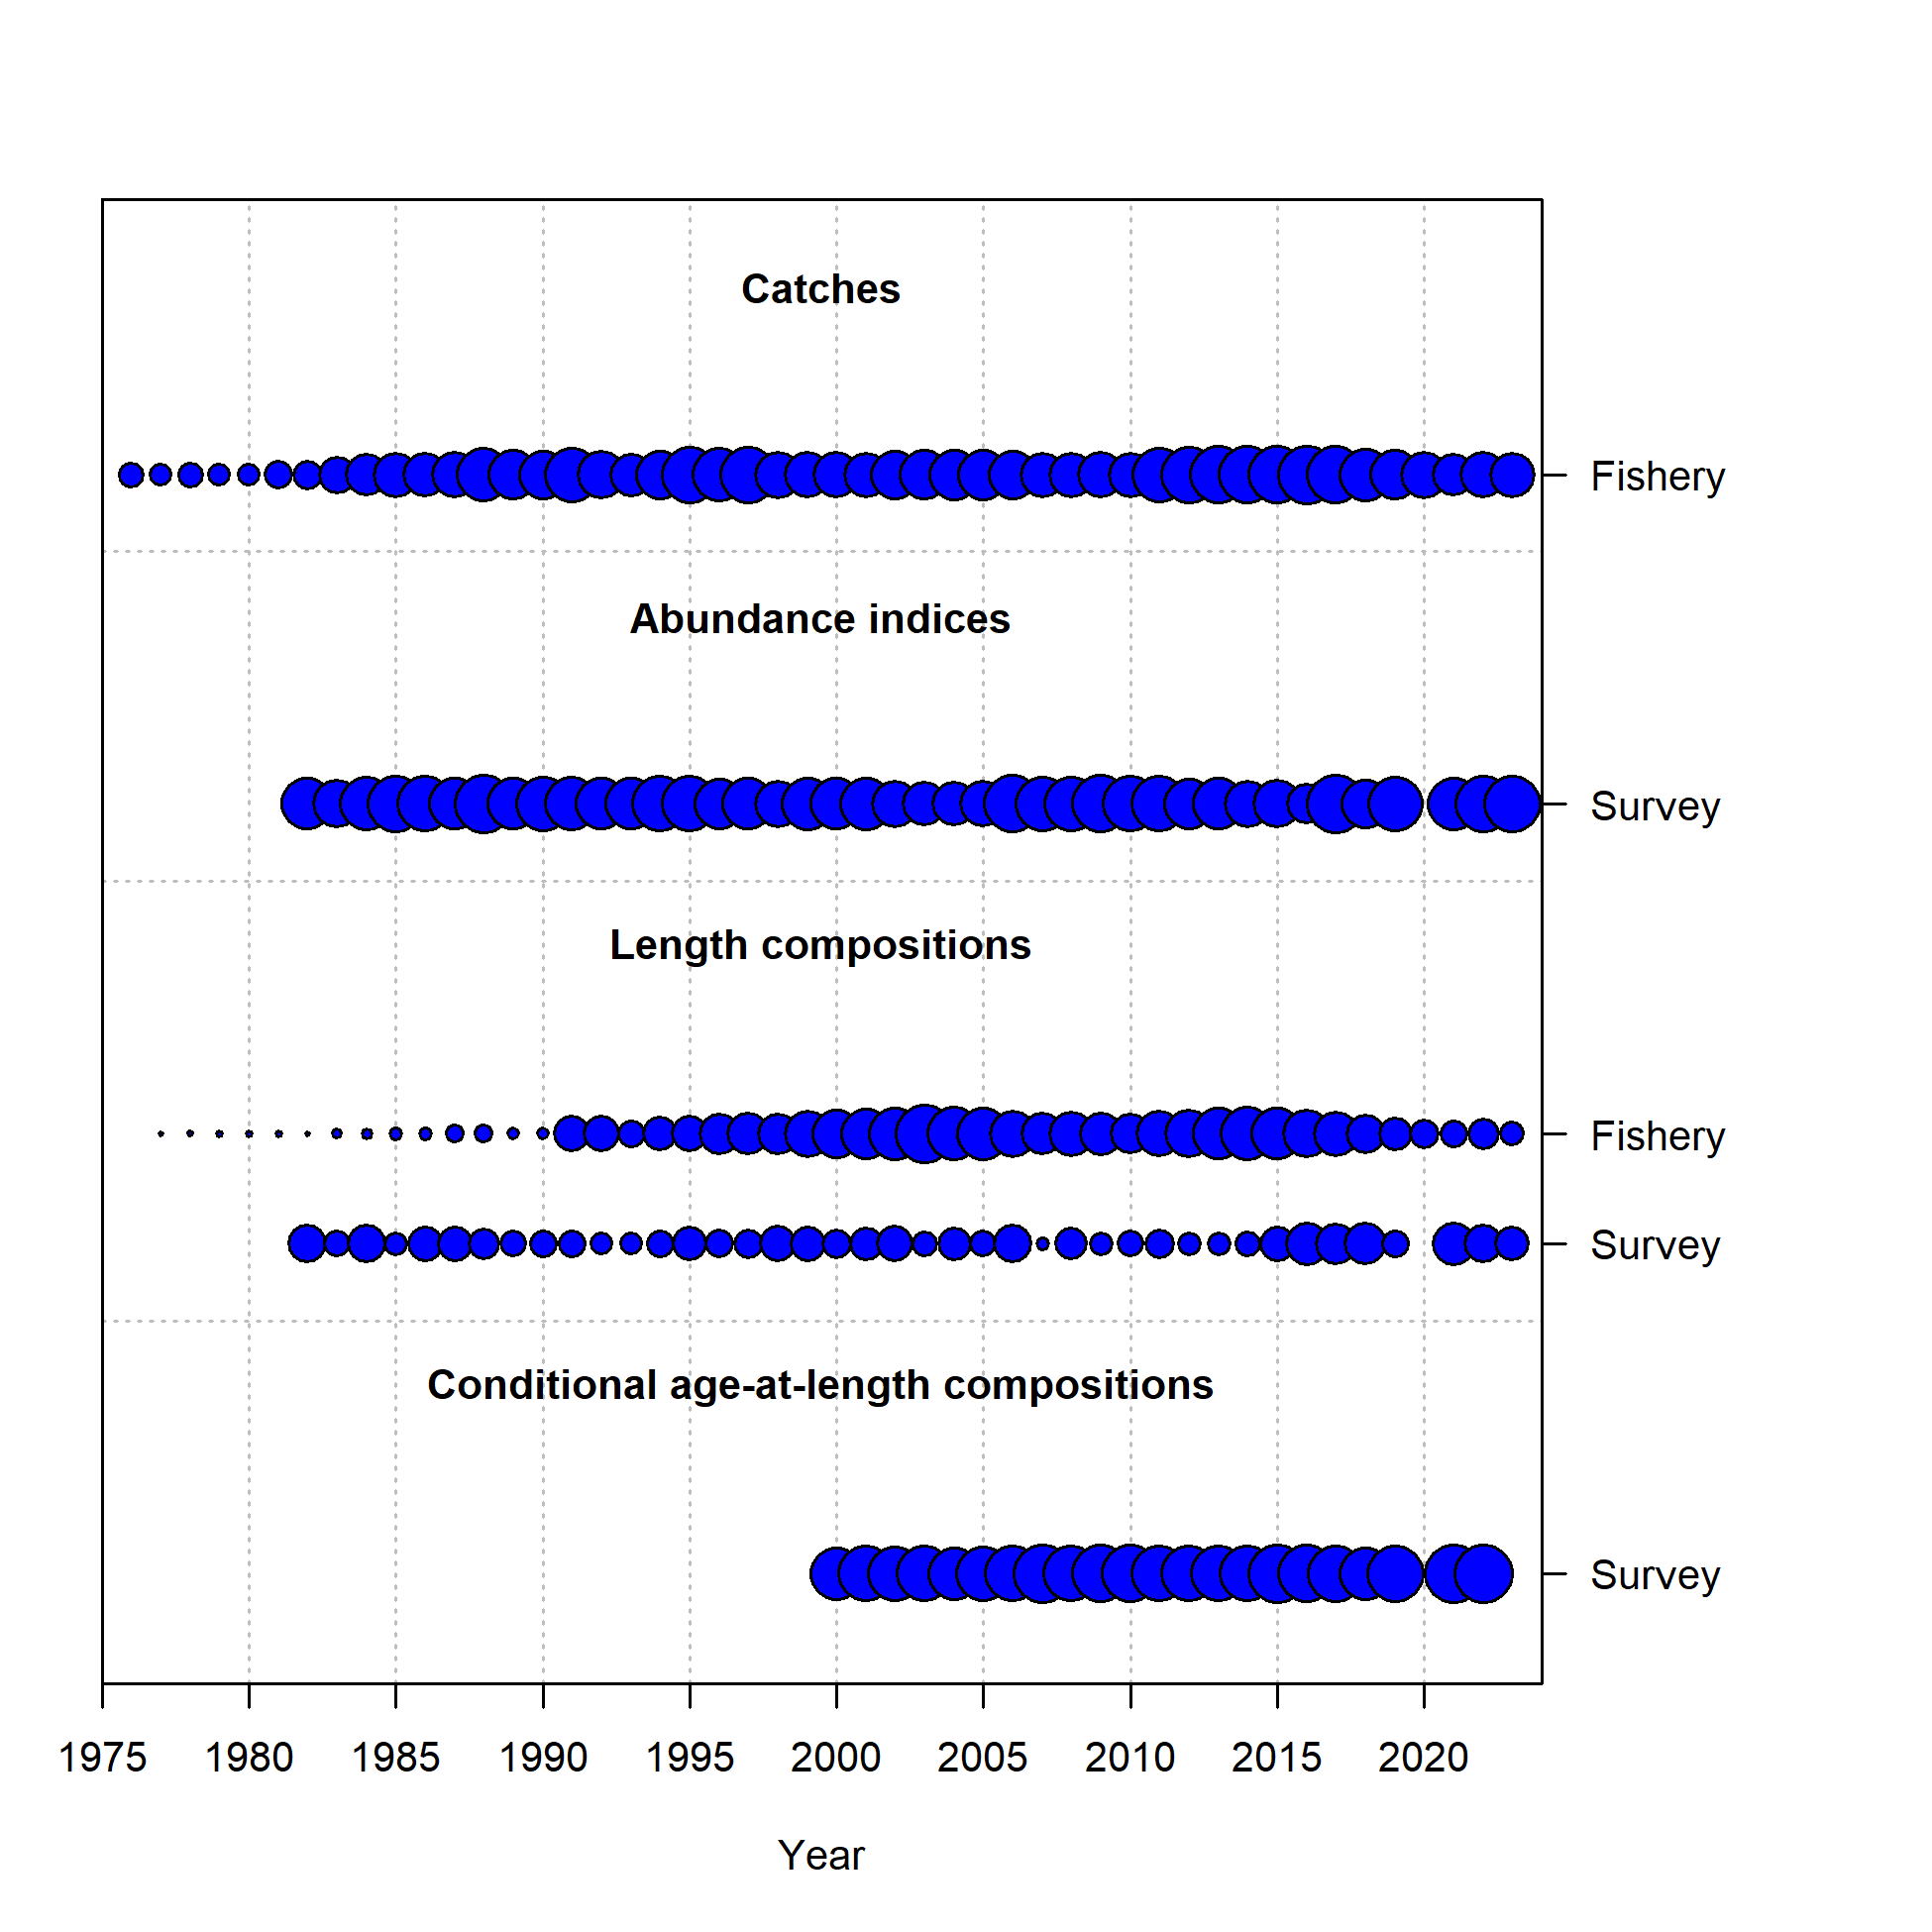 Catches
Fishery
Abundance indices
Survey
Length compositions
Fishery
Survey
Conditional age-at-length compositions
Survey
1975 1980 1985 1990 1995 2000 2005 2010 2015 2020
Year